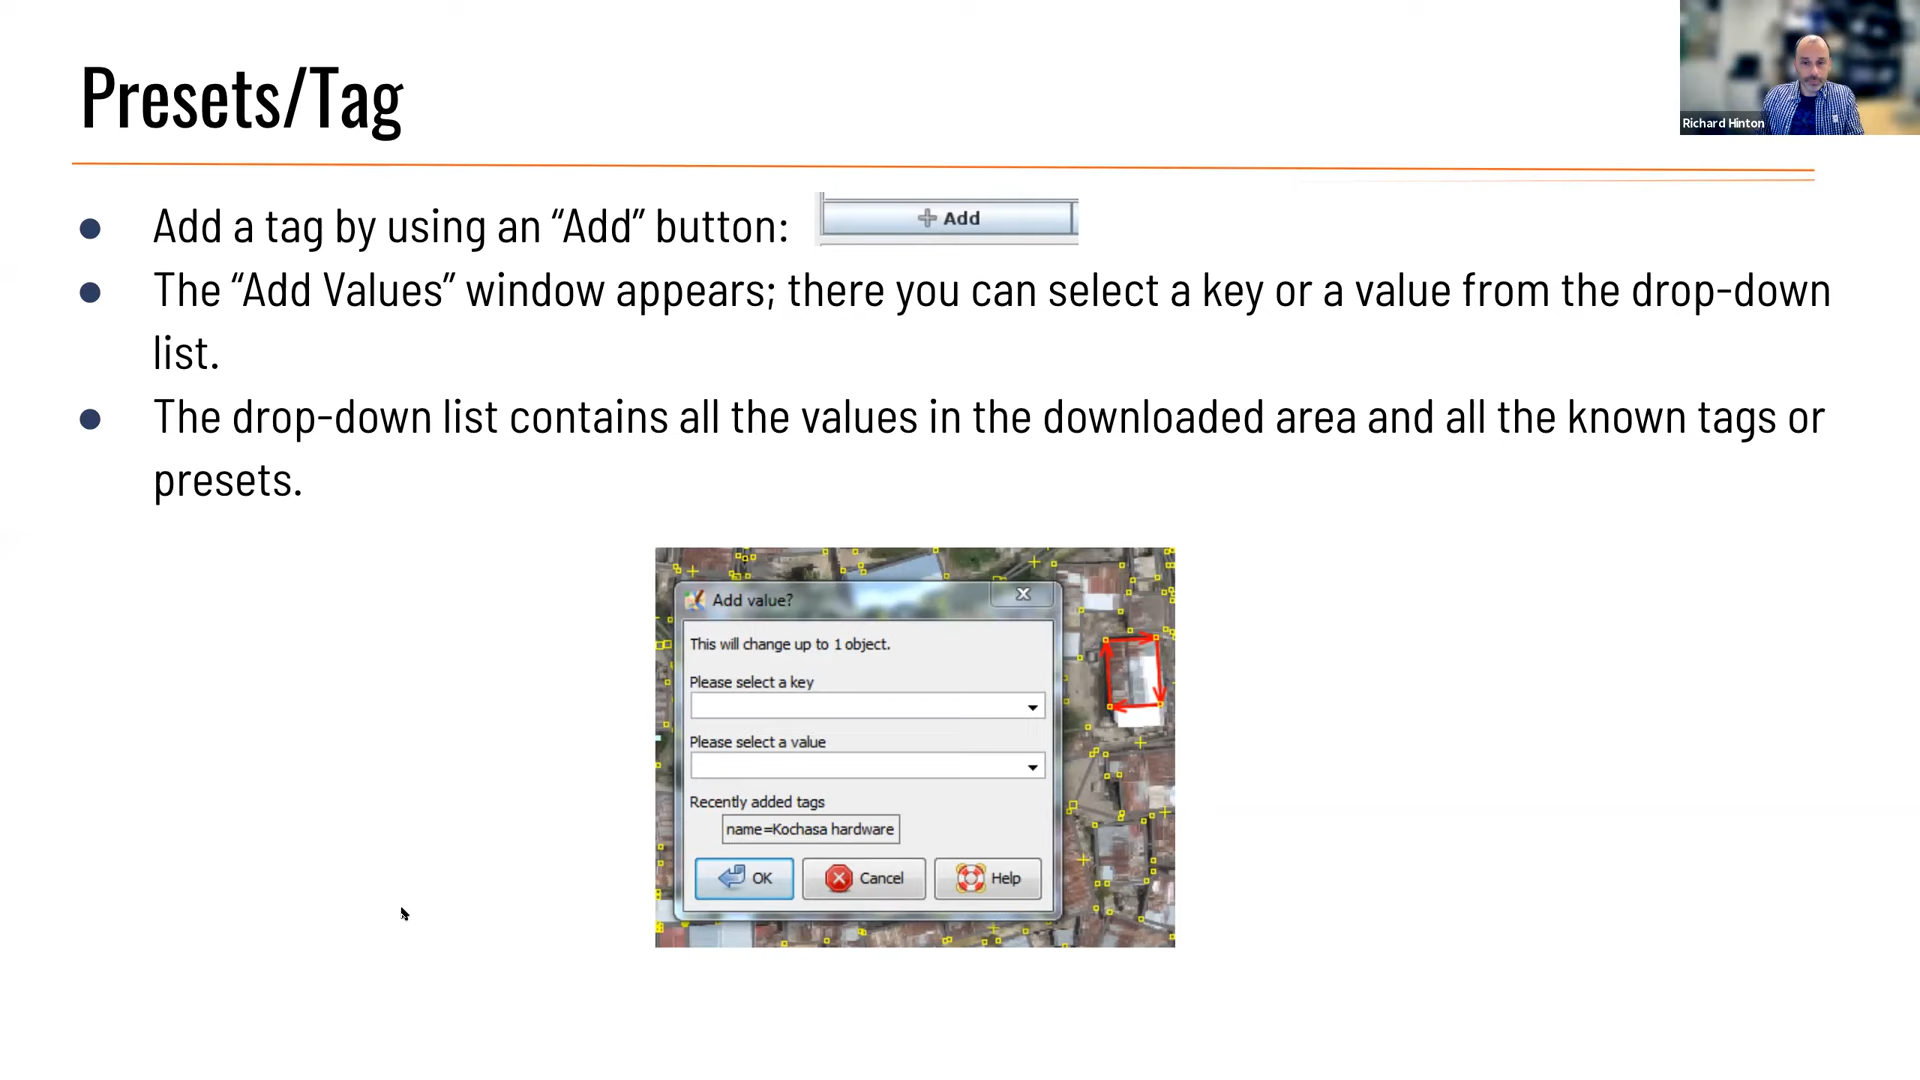 Presets/Tag
Richard Hinton
Add a tag by using an “Add” button:
Add
The “Add Values” window appears; there you can select a key or a value from the drop-down
list.
The drop-down list contains all the values in the downloaded area and all the known tags or
presets.
Add value?
This will change up to 1 object.
Please select a key
Please select a value
Recently added tags
name=Kochasa hardware
OK Cancel Help